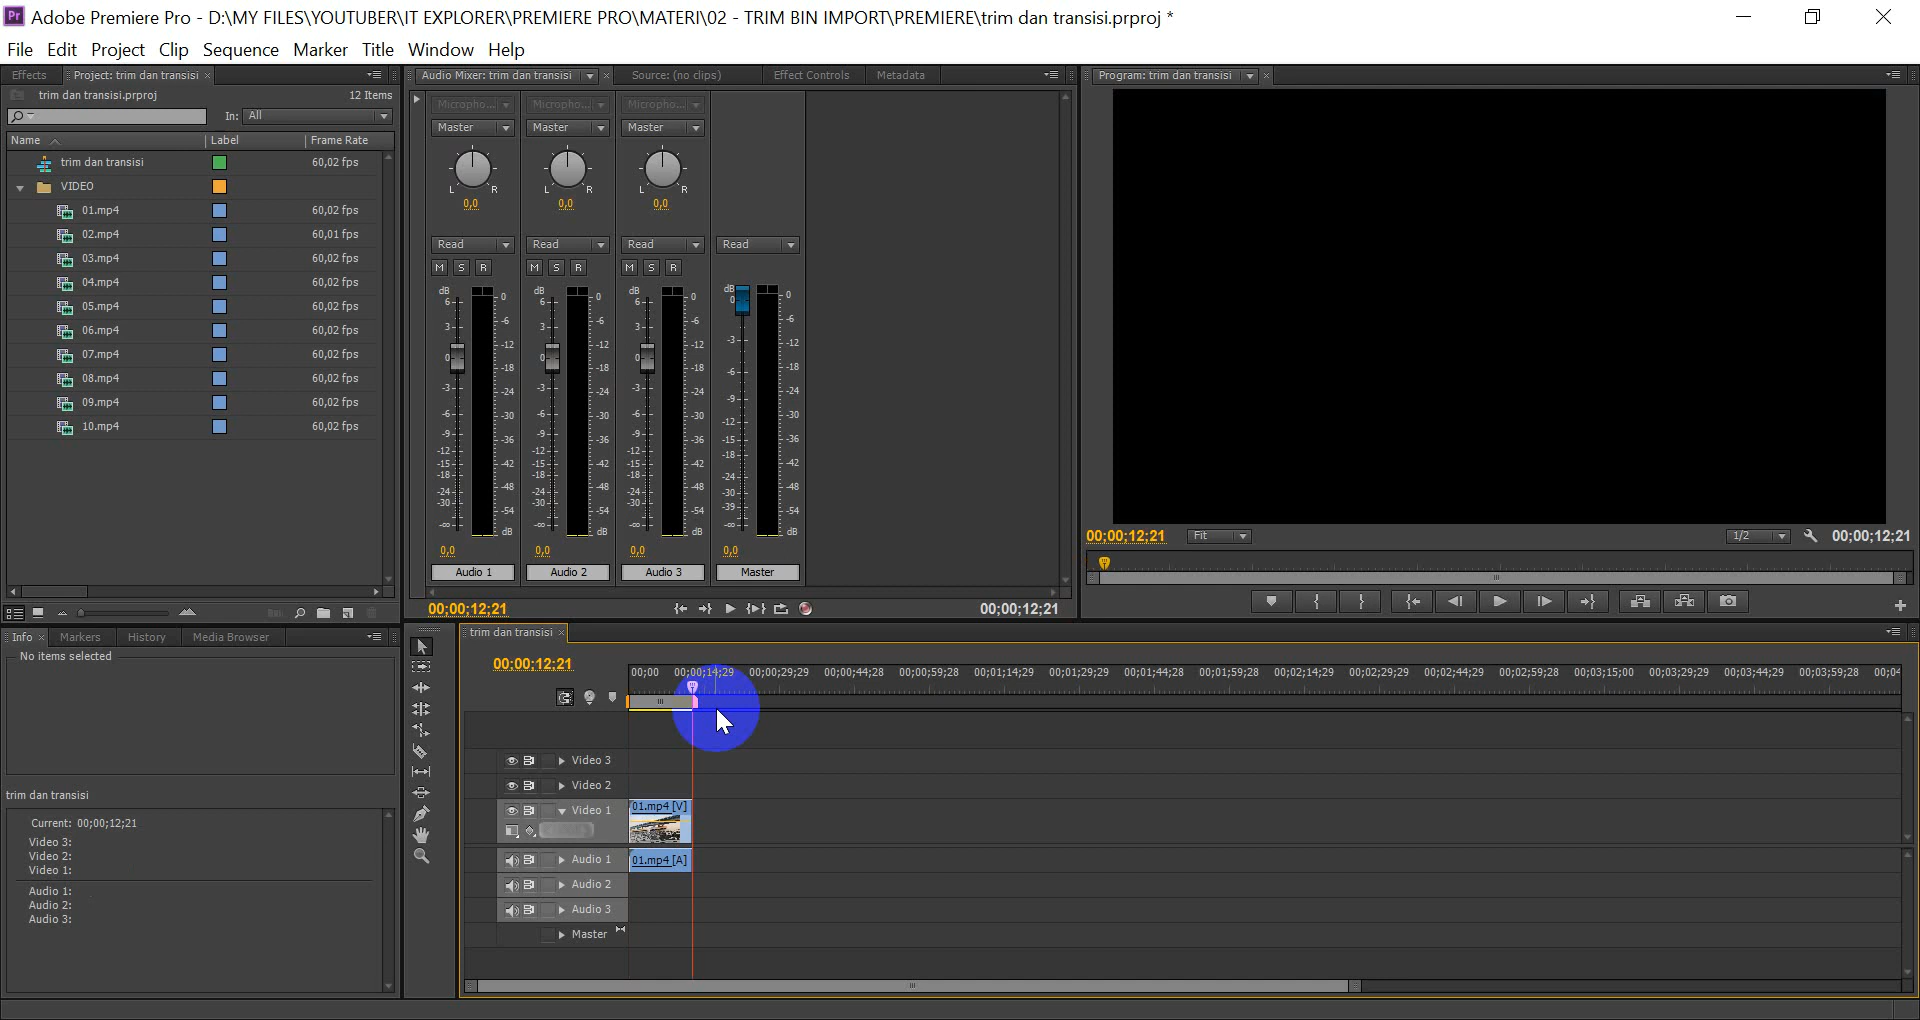 Adobe Premiere Pro - D:\MY FILES\YOUTUBER\IT EXPLORER\PREMIERE PRO\MATERI\02 - TRIM BIN IMPORT\PREMIERE\trim dan transisi.prproj *
File Edit Project Clip Sequence Marker Title Window Help
Effects Project: trim dan transisi
trim dan transisi.prproj 12 Items
In: All
Name Label Frame Rate
trim dan transisi 60,02 fps
VIDEO
01.mp4 60,02 fps
02.mp4 60,01 fps
03.mp4 60,02 fps
04.mp4 60,02 fps
05.mp4 60,02 fps
06.mp4 60,02 fps
07.mp4 60,02 fps
08.mp4 60,02 fps
09.mp4 60,02 fps
10.mp4 60,02 fps
Audio Mixer: trim dan transisi Source: (no clips) Effect Controls Metadata
Micropho... Micropho... Micropho...
Master Master Master
L R L R L R
0,0 0,0 0,0
Read Read Read Read
M S R M S R M S R
dB dB dB dB
6 0 6 0 6 0 0 0
3 -6 3 -6 3 -6 -3 -6
0 -12 0 -12 0 -12 -6 -12
-3 -18 -3 -18 -3 -18 -9 -18
-6 -24 -6 -24 -6 -24 -12 -24
-9 -30 -9 -30 -9 -30 -15 -30
-12 -36 -12 -36 -12 -36 -18 -36
-15 -42 -15 -42 -15 -42 -24 -42
-18 -48 -18 -48 -18 -48 -30 -48
-24 -54 -24 -54 -24 -54 -39 -54
-30 -30 -30
-∞ dB -∞ dB -∞ dB -∞ dB
0,0 0,0 0,0 0,0
Audio 1 Audio 2 Audio 3 Master
00;00;12;21 00;00;12;21
Program: trim dan transisi
00;00;12;21 Fit 1/2 00;00;12;21
Info Markers History Media Browser
No items selected
trim dan transisi
Current: 00;00;12;21
Video 3:
Video 2:
Video 1:
Audio 1:
Audio 2:
Audio 3:
trim dan transisi
00;00;12;21
00;00 00;00;14;29 00;00;29;29 00;00;44;28 00;00;59;28 00;01;14;29 00;01;29;29 00;01;44;28 00;01;59;28 00;02;14;29 00;02;29;29 00;02;44;29 00;02;59;28 00;03;15;00 00;03;29;29 00;03;44;29 00;03;59;28 00;04
Video 3
Video 2
Video 1 01.mp4 [V]
Audio 1 01.mp4 [A]
Audio 2
Audio 3
Master